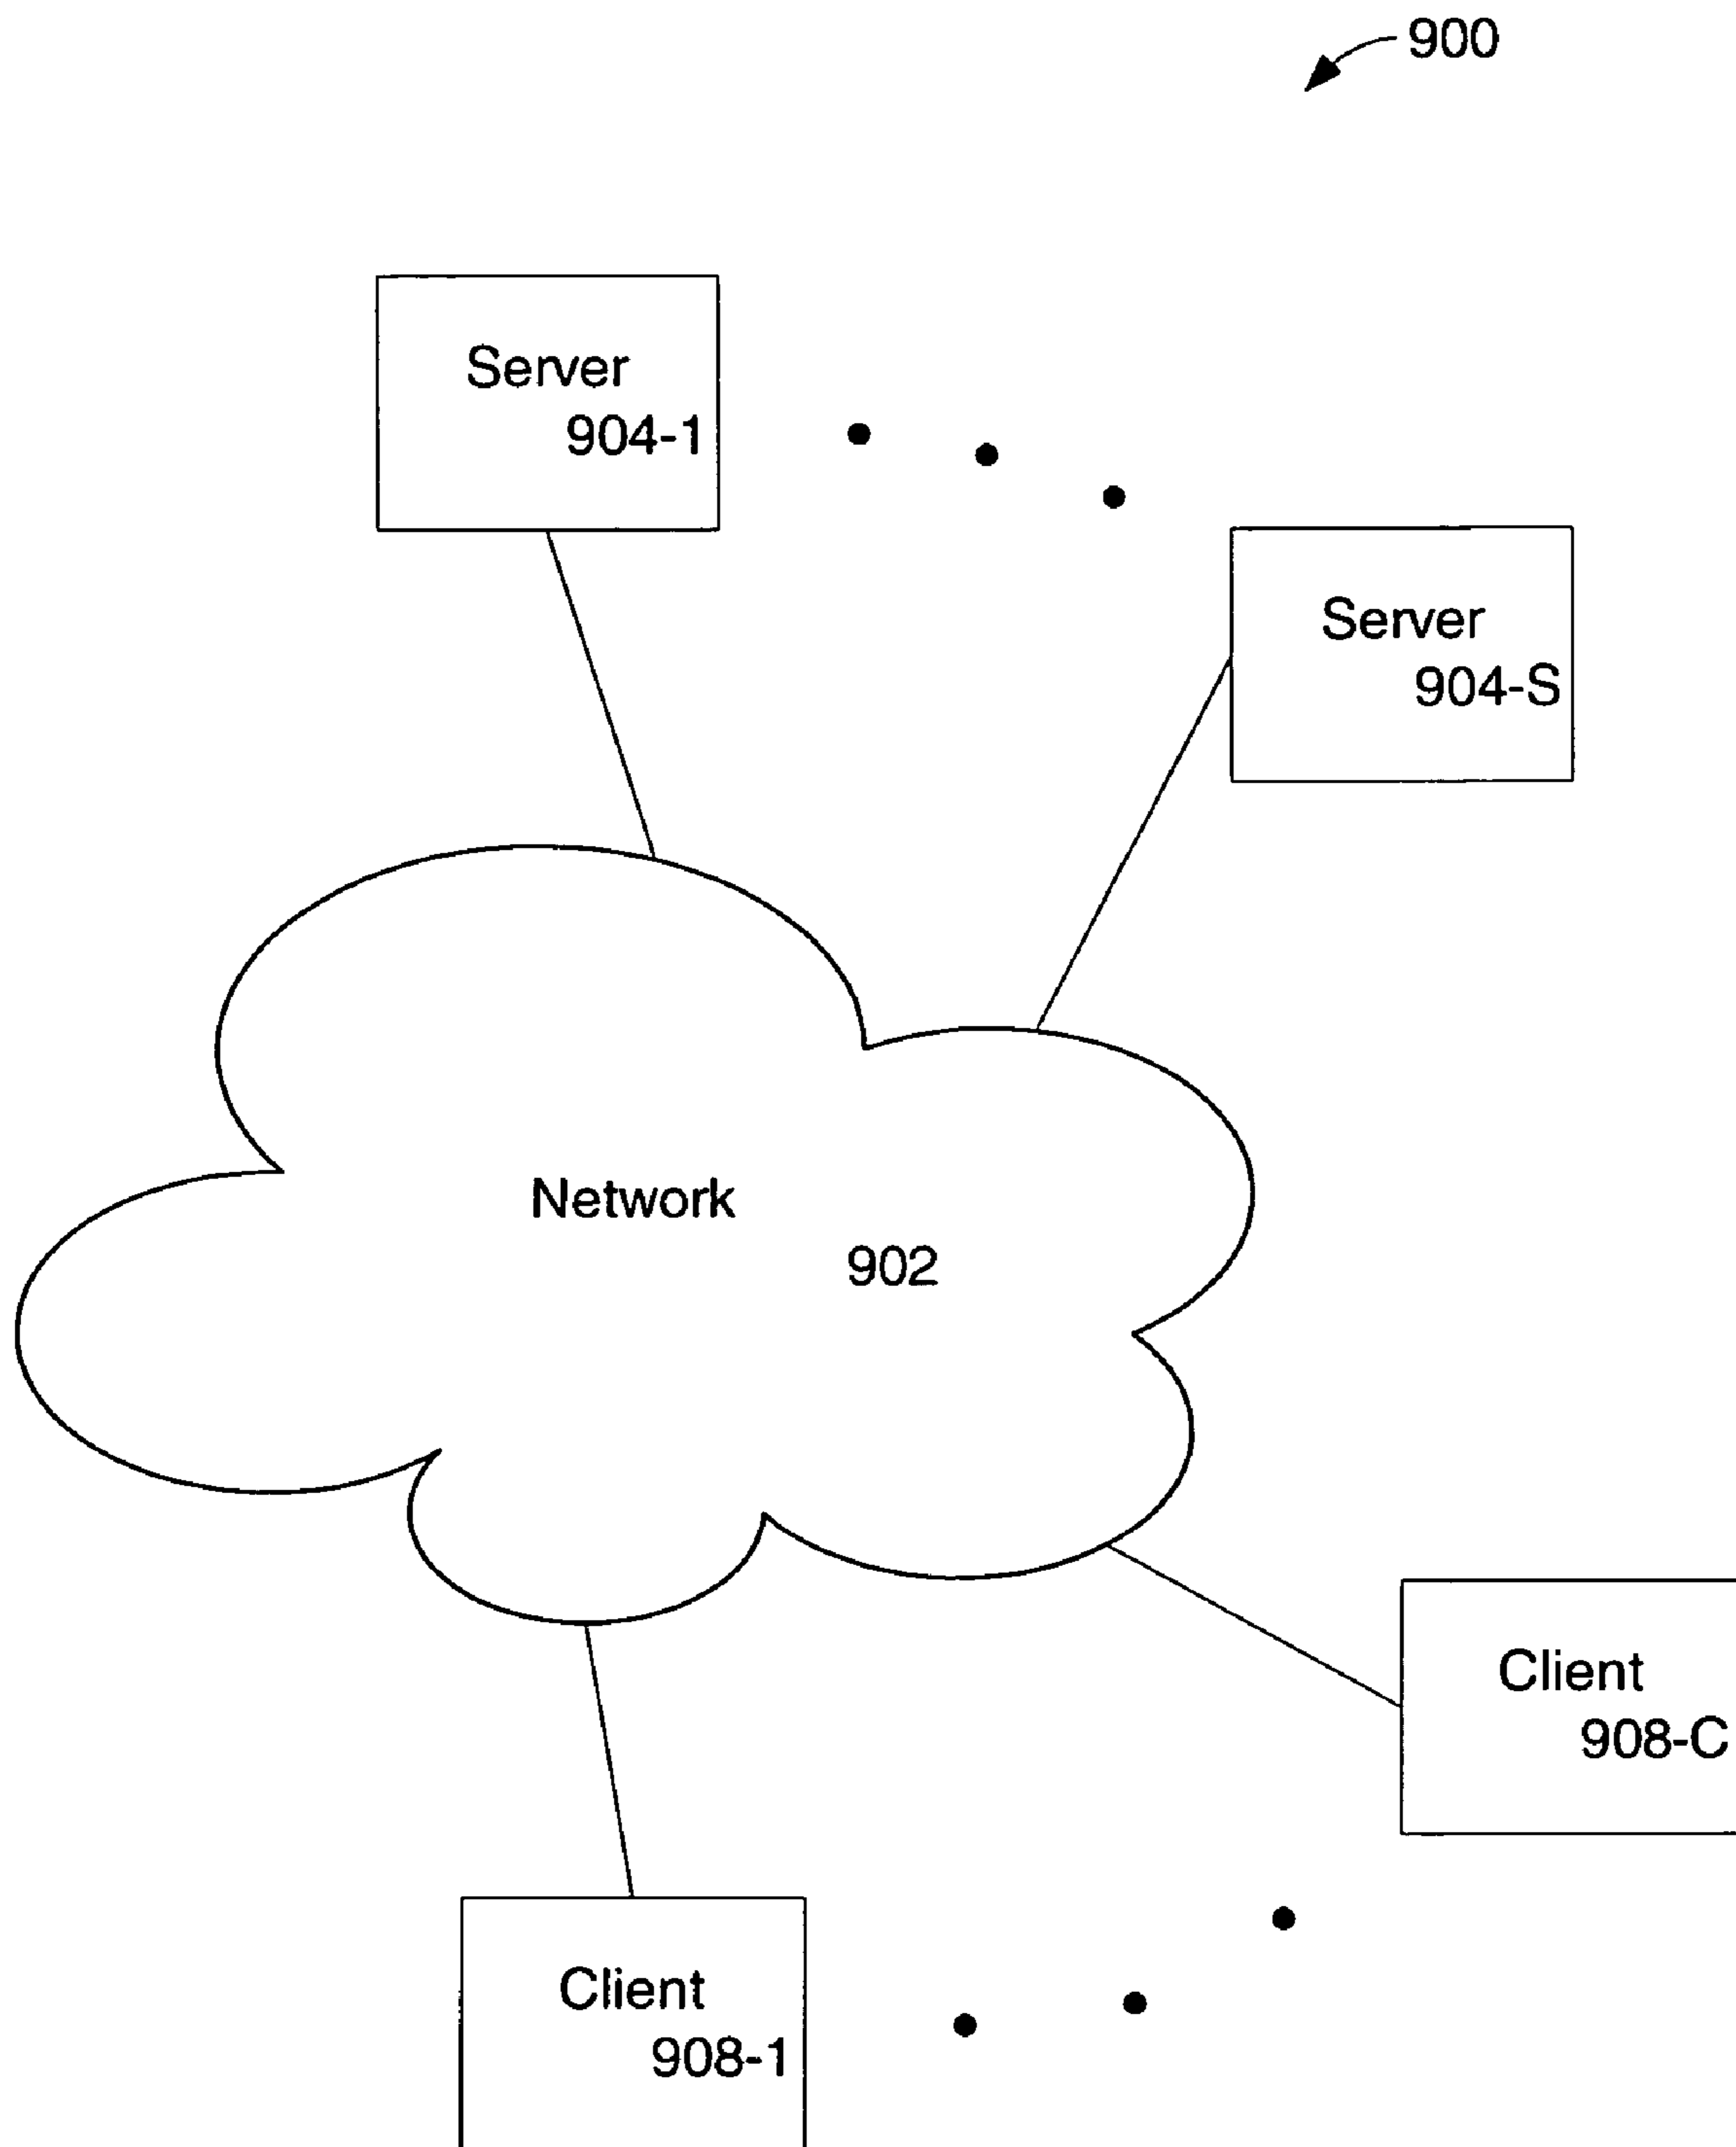 900
Server
904-1
Server
904-S
Network
902
Client
908-C
Client
908-1